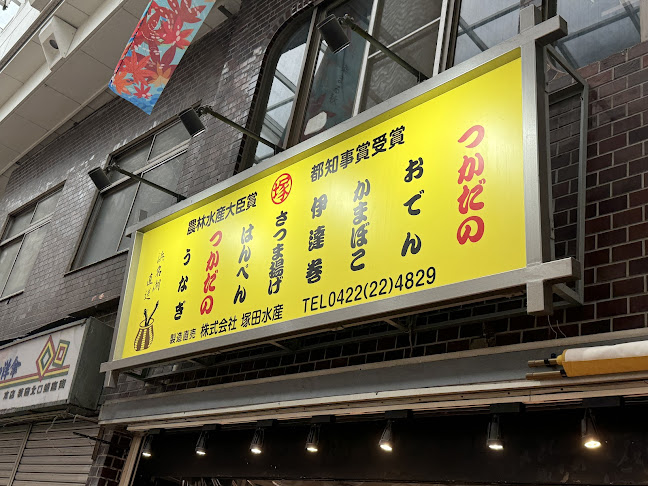 農林水産大臣賞
塚
都知事賞受賞
つかだの
おでん
かまぼこ
伊達巻
さつま揚げ
はんぺん
つかだの
うなぎ
浜名湖
直送
製造直売 株式会社 塚田水産 TEL0422(22)4829